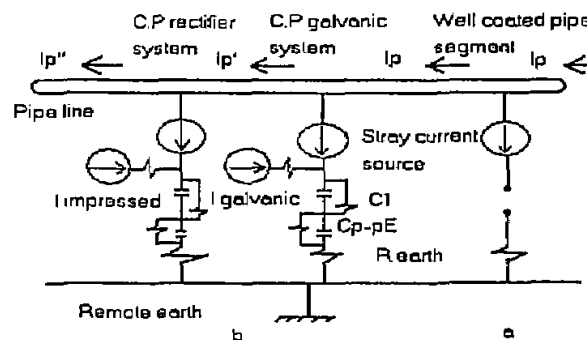 C.P rectifier system
C.P galvanic system
Well coated pipe segment
Ip"
Ip'
Ip
Ip
Pipe line
Stray current source
I impressed
I galvanic
C1
Cp-pE
R earth
Remote earth
b
a